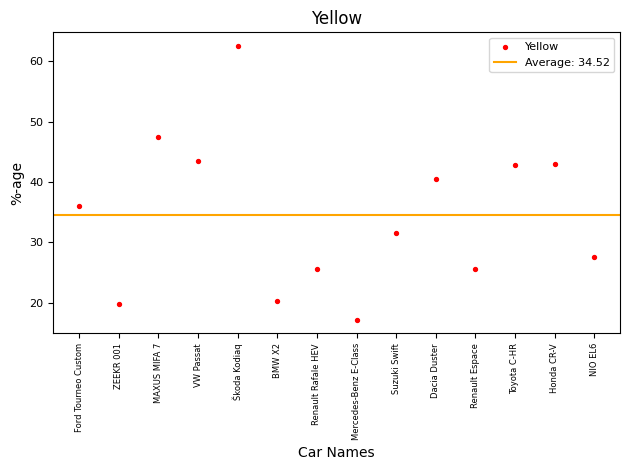 Yellow
%-age
60
50
40
30
20
Yellow
Average: 34.52
Ford Tourneo Custom
ZEEKR 001
MAXUS MIFA 7
VW Passat
Škoda Kodiaq
BMW X2
Renault Rafale HEV
Mercedes-Benz E-Class
Suzuki Swift
Dacia Duster
Renault Espace
Toyota C-HR
Honda CR-V
NIO EL6
Car Names